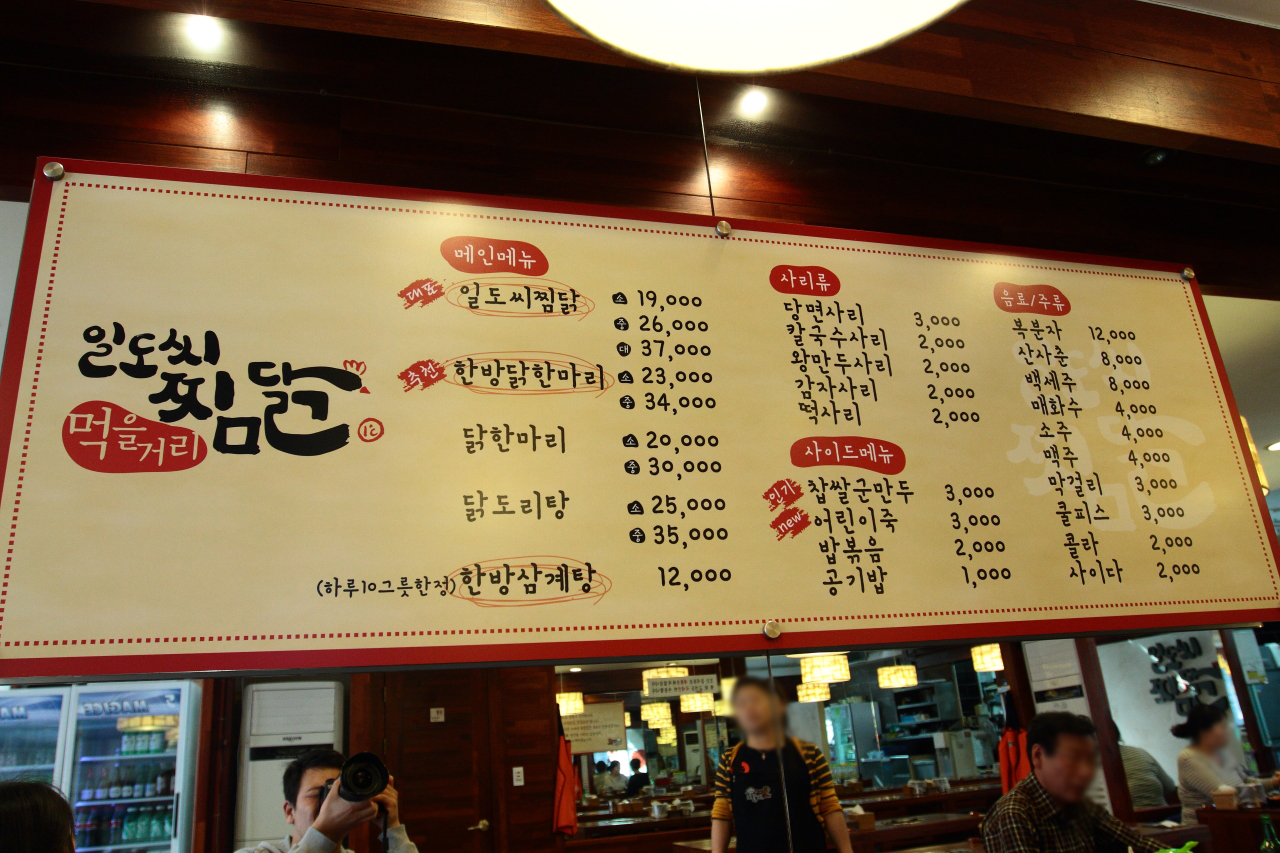 일도씨
찜닭
먹을거리
메인메뉴
대표 일도씨찜닭 소 19,000
중 26,000
대 37,000
추천 한방닭한마리 소 23,000
중 34,000
닭한마리 소 20,000
중 30,000
닭도리탕 소 25,000
중 35,000
(하루10그릇한정) 한방삼계탕 12,000
사리류
당면사리 3,000
칼국수사리 2,000
왕만두사리 2,000
감자사리 2,000
떡사리 2,000
사이드메뉴
인기 찹쌀군만두 3,000
new 어린이죽 3,000
밥볶음 2,000
공기밥 1,000
음료/주류
복분자 12,000
산사춘 8,000
백세주 8,000
매화수 4,000
소주 4,000
맥주 4,000
막걸리 3,000
쿨피스 3,000
콜라 2,000
사이다 2,000